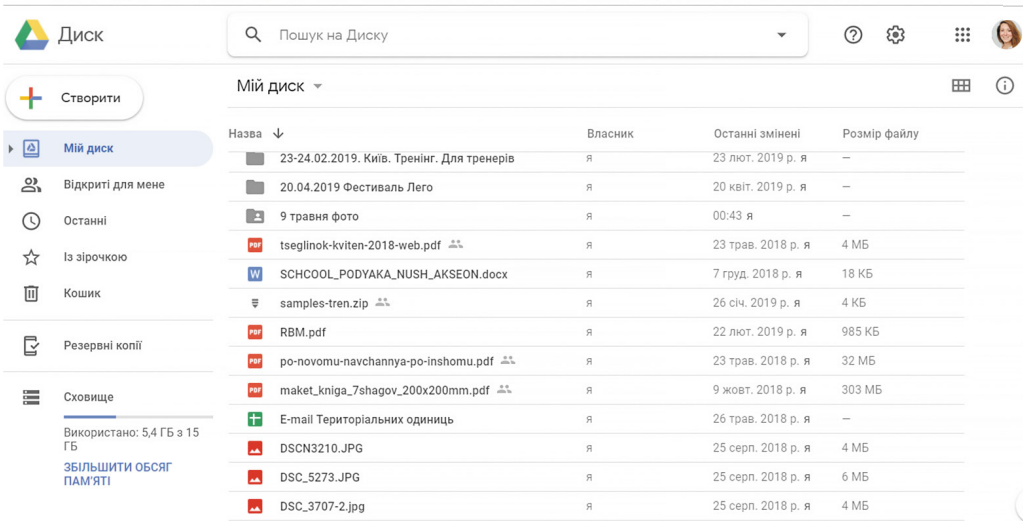 Диск
Пошук на Диску
Створити
Мій диск
Відкриті для мене
Останні
Із зірочкою
Кошик
Резервні копії
Сховище
Використано: 5,4 ГБ з 15
ГБ
ЗБІЛЬШИТИ ОБСЯГ
ПАМ'ЯТІ
Мій диск
Назва Власник Останні змінені Розмір файлу
23-24.02.2019. Київ. Тренінг. Для тренерів я 23 лют. 2019 р. я —
20.04.2019 Фестиваль Лего я 20 квіт. 2019 р. я —
9 травня фото я 00:43 я —
PDF tseglinok-kviten-2018-web.pdf я 23 трав. 2018 р. я 4 МБ
W SCHCOOL_PODYAKA_NUSH_AKSEON.docx я 7 груд. 2018 р. я 18 КБ
samples-tren.zip я 26 січ. 2019 р. я 4 КБ
PDF RBM.pdf я 22 лют. 2019 р. я 985 КБ
PDF po-novomu-navchannya-po-inshomu.pdf я 23 трав. 2018 р. я 32 МБ
PDF maket_kniga_7shagov_200x200mm.pdf я 9 жовт. 2018 р. я 303 МБ
E-mail Територіальних одиниць я 26 трав. 2018 р. я —
DSCN3210.JPG я 25 серп. 2018 р. я 4 МБ
DSC_5273.JPG я 25 серп. 2018 р. я 6 МБ
DSC_3707-2.jpg я 25 серп. 2018 р. я 4 МБ